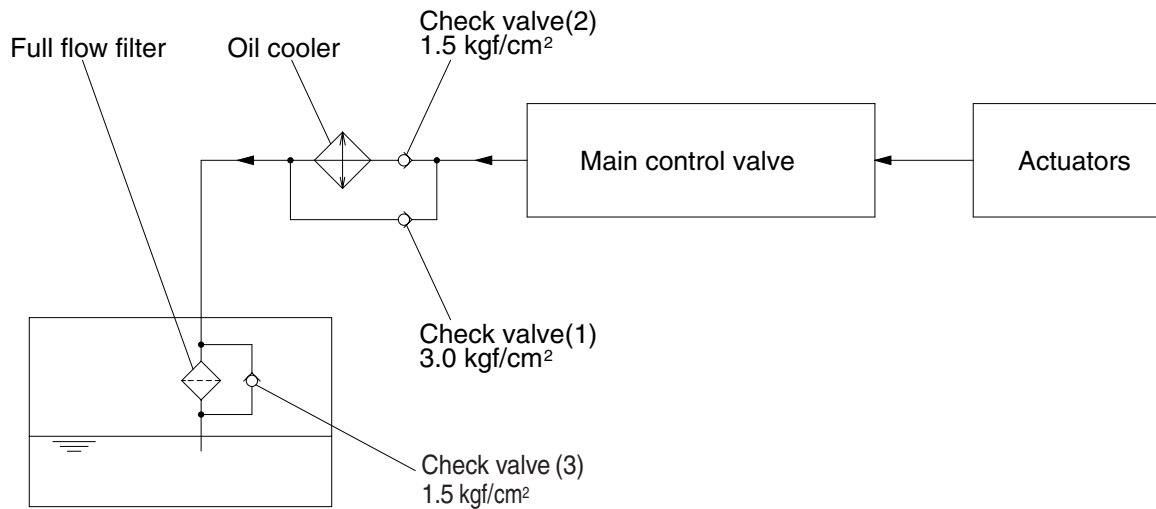 Check valve(2)
1.5 kgf/cm²
Full flow filter
Oil cooler
Main control valve
Actuators
Check valve(1)
3.0 kgf/cm²
Check valve (3)
1.5 kgf/cm²